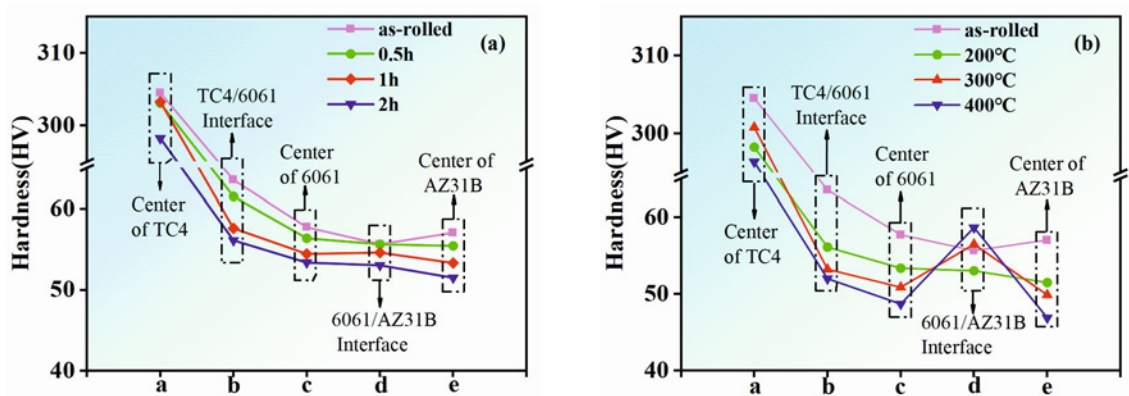 as-rolled
(a)
0.5h
1h
2h
310
300
60
50
40
Hardness(HV)
TC4/6061
Interface
Center
of TC4
Center
of 6061
Center of
AZ31B
6061/AZ31B
Interface
a b c d e
as-rolled
(b)
200℃
300℃
400℃
310
300
60
50
40
Hardness(HV)
TC4/6061
Interface
Center
of TC4
Center
of 6061
Center of
AZ31B
6061/AZ31B
Interface
a b c d e